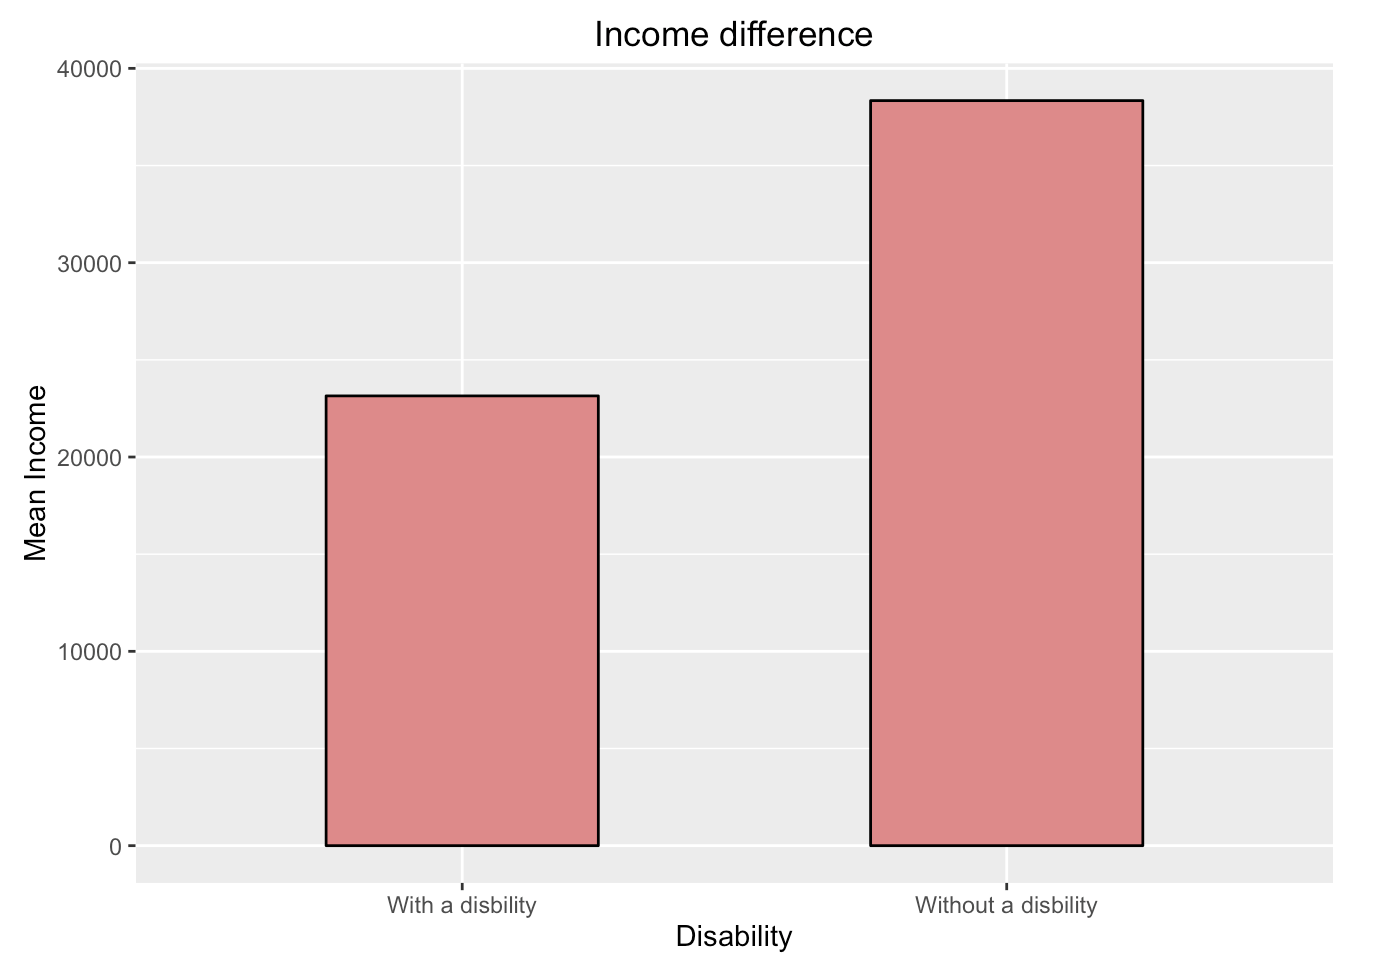 Income difference
40000
30000
20000
10000
0
Mean Income
With a disbility
Without a disbility
Disability